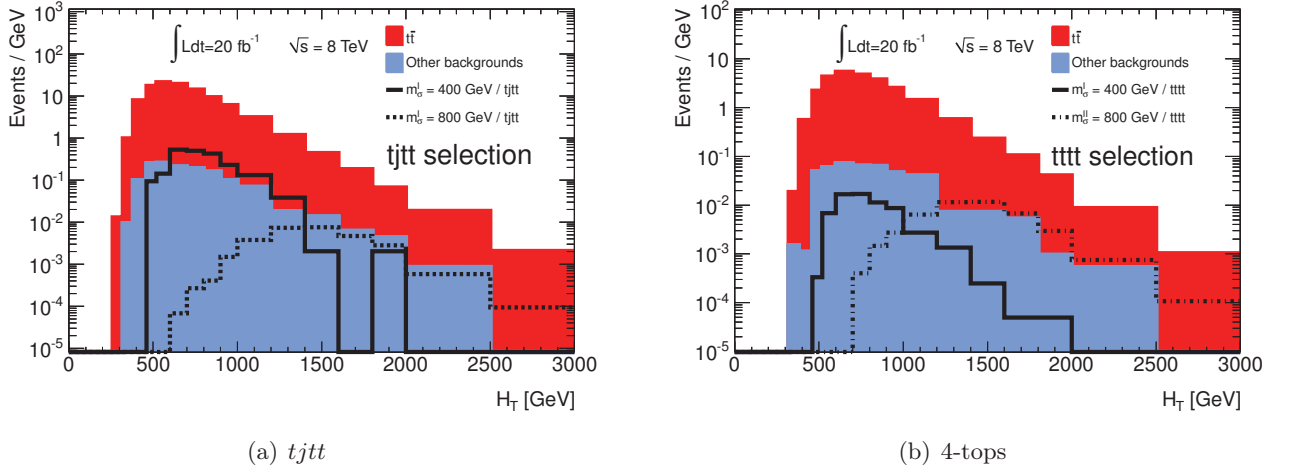 Events / GeV
10²
10
1
10⁻¹
10⁻²
10⁻³
10⁻⁴
10⁻⁵
0 500 1000 1500 2000 2500 3000
H_T [GeV]
∫ Ldt=20 fb⁻¹ √s = 8 TeV
tt̄
Other backgrounds
m^I_σ = 400 GeV / tjtt
m^I_σ = 800 GeV / tjtt
tjtt selection
(a) tjtt
Events / GeV
10²
10
1
10⁻¹
10⁻²
10⁻³
10⁻⁴
10⁻⁵
0 500 1000 1500 2000 2500 3000
H_T [GeV]
∫ Ldt=20 fb⁻¹ √s = 8 TeV
tt̄
Other backgrounds
m^I_σ = 400 GeV / tttt
m^II_σ = 800 GeV / tttt
tttt selection
(b) 4-tops